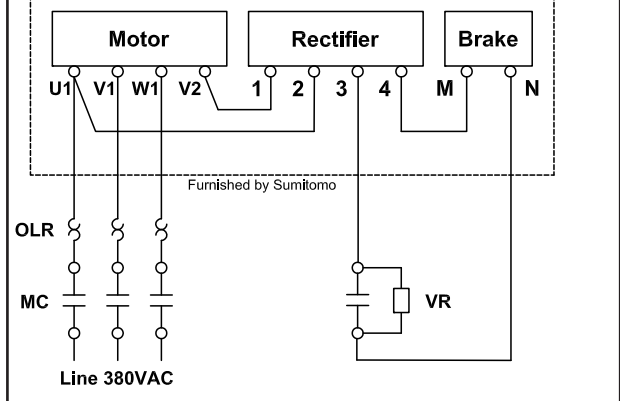 Motor Rectifier Brake
U1 V1 W1 V2 1 2 3 4 M N
Furnished by Sumitomo
OLR
MC VR
Line 380VAC